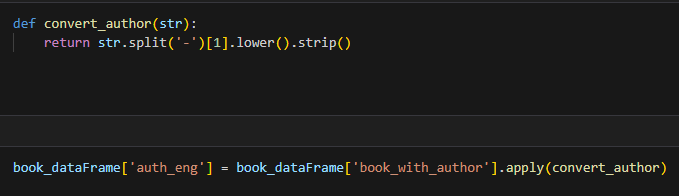 def convert_author(str):
    return str.split('-')[1].lower().strip()
book_dataFrame['auth_eng'] = book_dataFrame['book_with_author'].apply(convert_author)